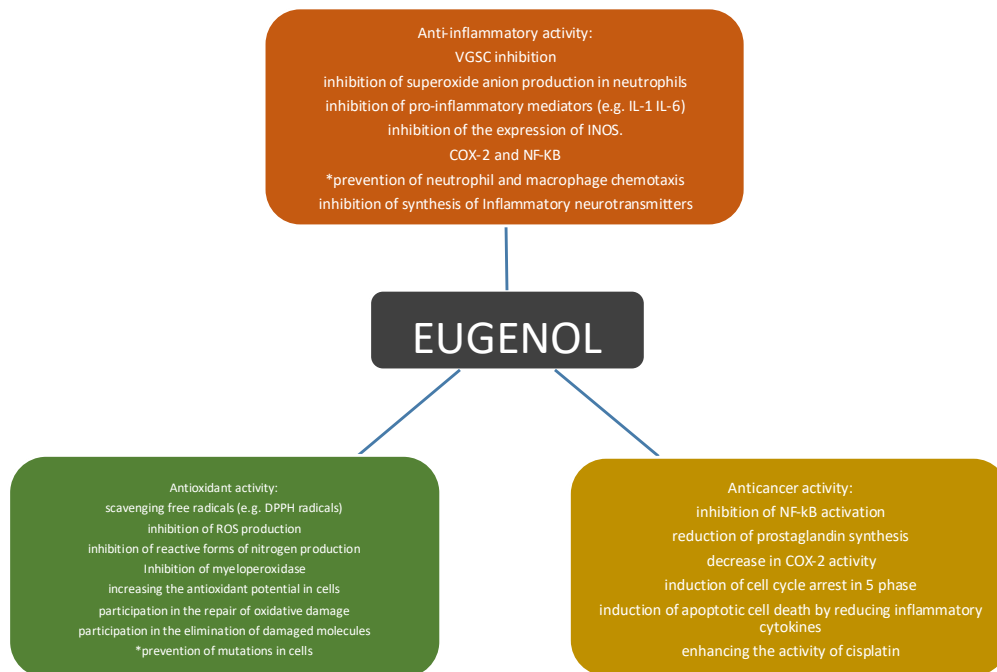 Anti-inflammatory activity:
VGSC inhibition
inhibition of superoxide anion production in neutrophils
inhibition of pro-inflammatory mediators (e.g. IL-1 IL-6)
inhibition of the expression of INOS.
COX-2 and NF-KB
*prevention of neutrophil and macrophage chemotaxis
inhibition of synthesis of Inflammatory neurotransmitters
EUGENOL
Antioxidant activity:
scavenging free radicals (e.g. DPPH radicals)
inhibition of ROS production
inhibition of reactive forms of nitrogen production
Inhibition of myeloperoxidase
increasing the antioxidant potential in cells
participation in the repair of oxidative damage
participation in the elimination of damaged molecules
*prevention of mutations in cells
Anticancer activity:
inhibition of NF-kB activation
reduction of prostaglandin synthesis
decrease in COX-2 activity
induction of cell cycle arrest in 5 phase
induction of apoptotic cell death by reducing inflammatory
cytokines
enhancing the activity of cisplatin